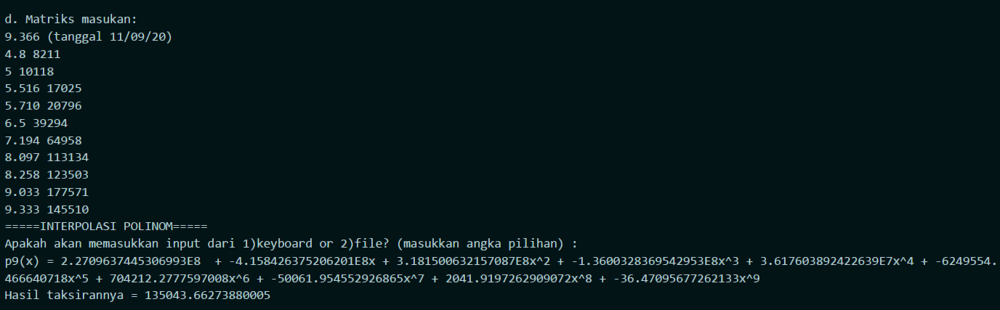 d. Matriks masukan:
9.366 (tanggal 11/09/20)
4.8 8211
5 10118
5.516 17025
5.710 20796
6.5 39294
7.194 64958
8.097 113134
8.258 123503
9.033 177571
9.333 145510
=====INTERPOLASI POLINOM=====
Apakah akan memasukkan input dari 1)keyboard or 2)file? (masukkan angka pilihan) :
p9(x) = 2.2709637445306993E8  + -4.158426375206201E8x + 3.181500632157087E8x^2 + -1.3600328369542953E8x^3 + 3.617603892422639E7x^4 + -6249554.
466640718x^5 + 704212.2777597008x^6 + -50061.954552926865x^7 + 2041.9197262909072x^8 + -36.47095677262133x^9
Hasil taksirannya = 135043.66273880005